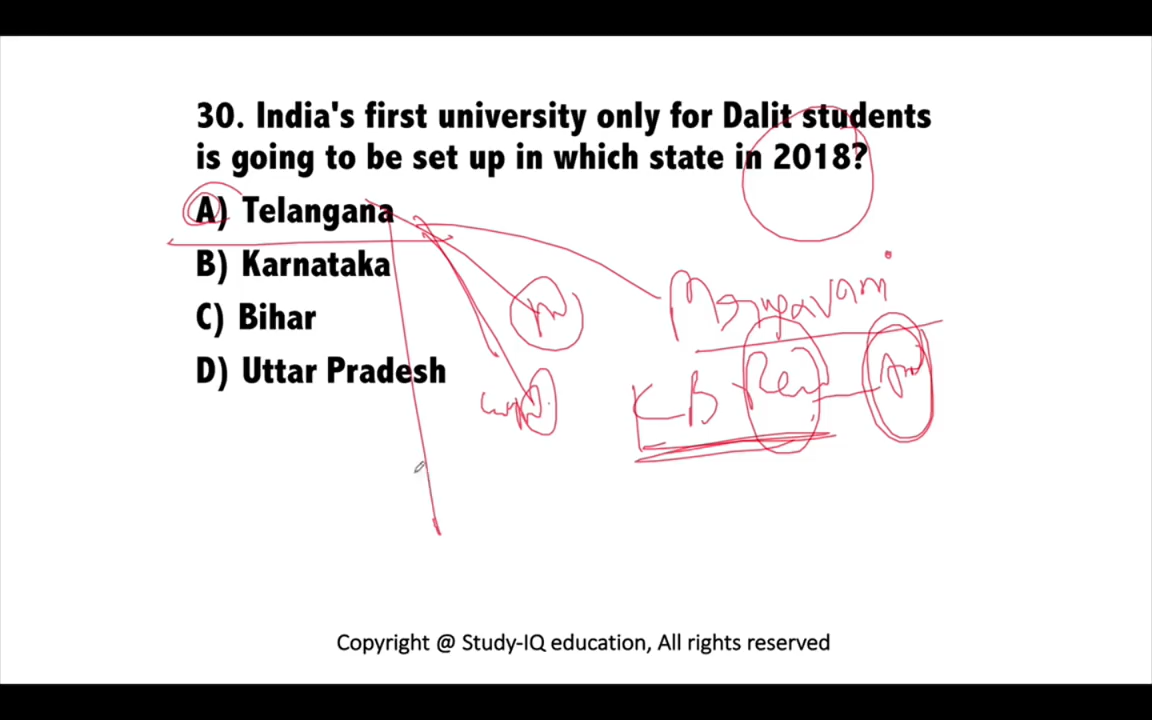 30. India's first university only for Dalit students
is going to be set up in which state in 2018?
A) Telangana
B) Karnataka
C) Bihar
D) Uttar Pradesh
KB
Copyright @ Study-IQ education, All rights reserved